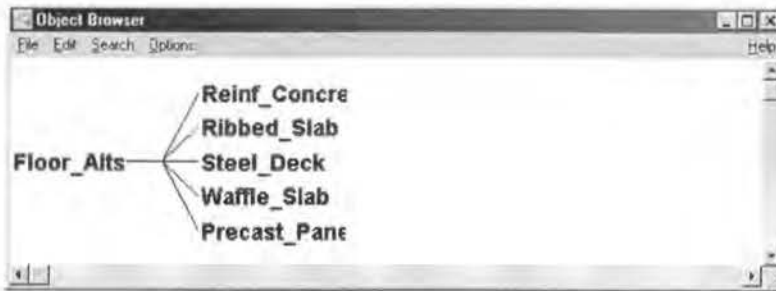 Object Browser
File Edit Search Options Help
Reinf_Concre
Ribbed_Slab
Floor_Alts Steel_Deck
Waffle_Slab
Precast_Pane